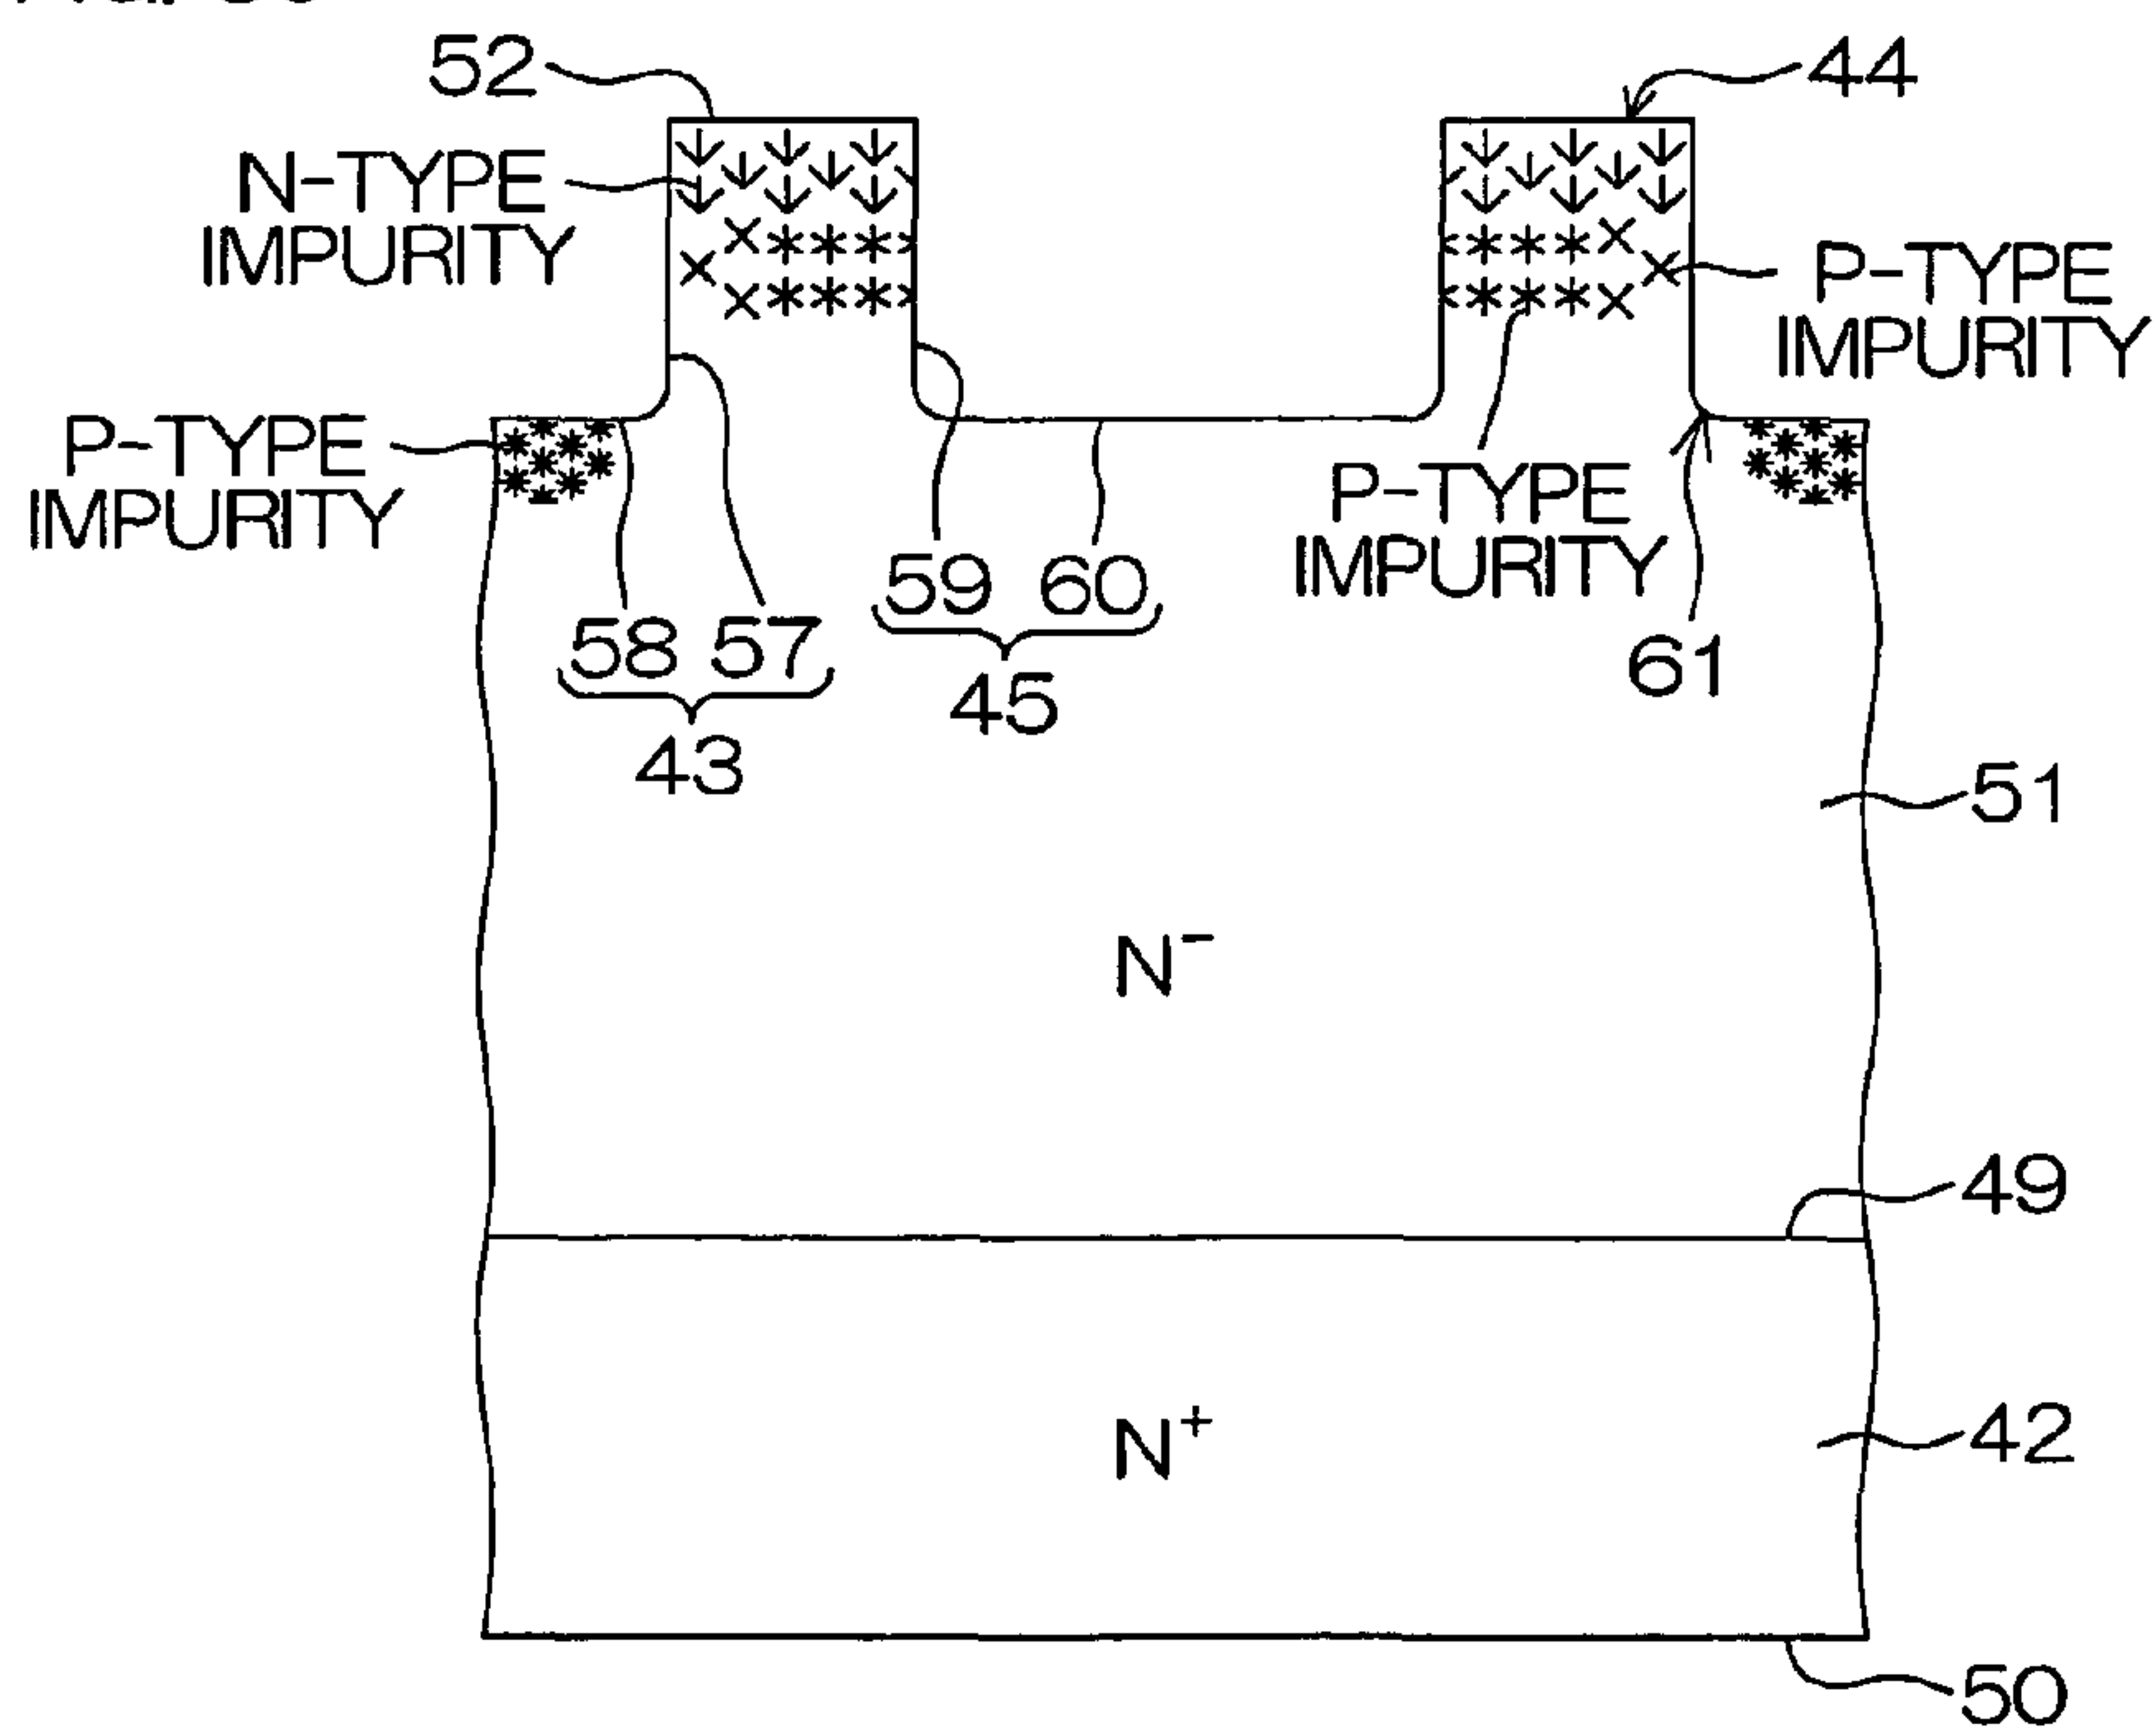 52
44
N-TYPE
IMPURITY
P-TYPE
IMPURITY
P-TYPE
IMPURITY
P-TYPE
IMPURITY
59 60
45
58 57
43
61
51
N⁻
49
N⁺
42
50